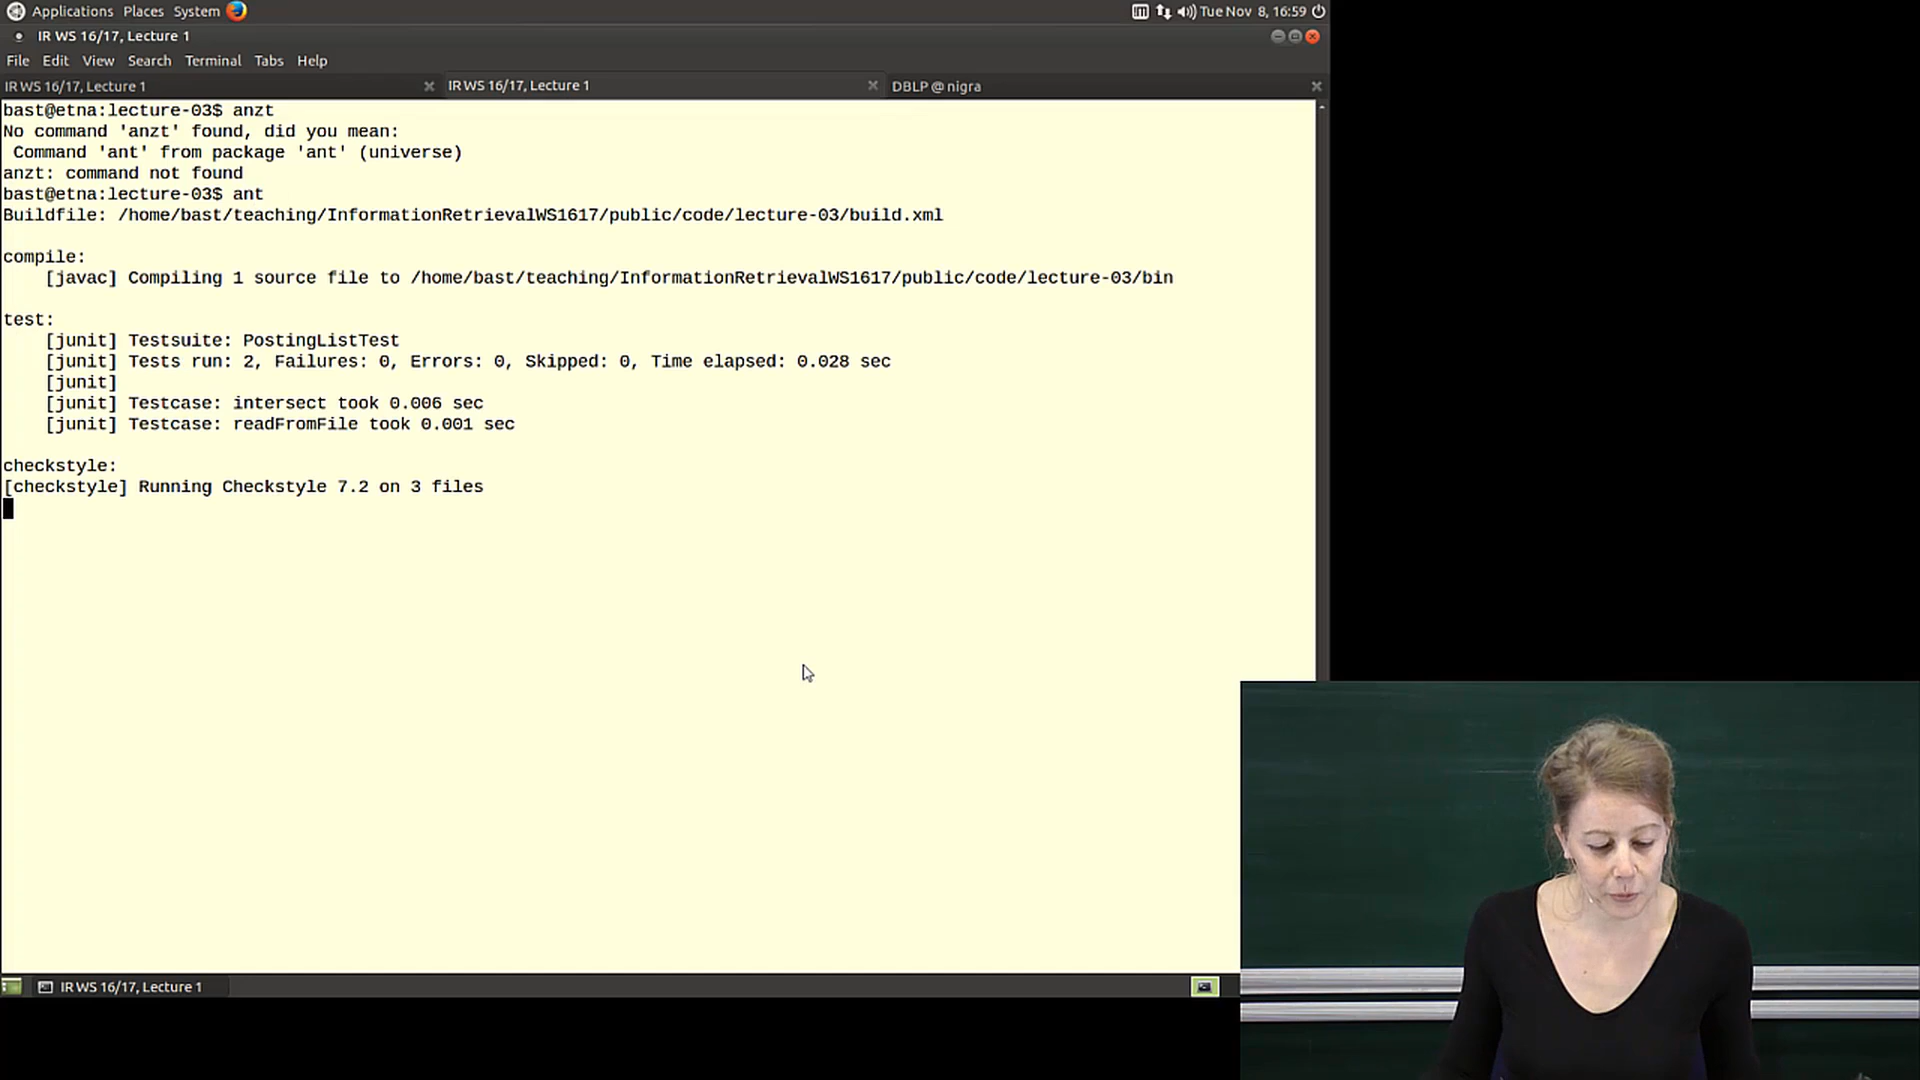 Applications Places System
Tue Nov 8, 16:59
IR WS 16/17, Lecture 1
File Edit View Search Terminal Tabs Help
IR WS 16/17, Lecture 1
IR WS 16/17, Lecture 1
DBLP @ nigra
bast@etna:lecture-03$ anzt
No command 'anzt' found, did you mean:
 Command 'ant' from package 'ant' (universe)
anzt: command not found
bast@etna:lecture-03$ ant
Buildfile: /home/bast/teaching/InformationRetrievalWS1617/public/code/lecture-03/build.xml
compile:
    [javac] Compiling 1 source file to /home/bast/teaching/InformationRetrievalWS1617/public/code/lecture-03/bin
test:
    [junit] Testsuite: PostingListTest
    [junit] Tests run: 2, Failures: 0, Errors: 0, Skipped: 0, Time elapsed: 0.028 sec
    [junit]
    [junit] Testcase: intersect took 0.006 sec
    [junit] Testcase: readFromFile took 0.001 sec
checkstyle:
[checkstyle] Running Checkstyle 7.2 on 3 files
IR WS 16/17, Lecture 1